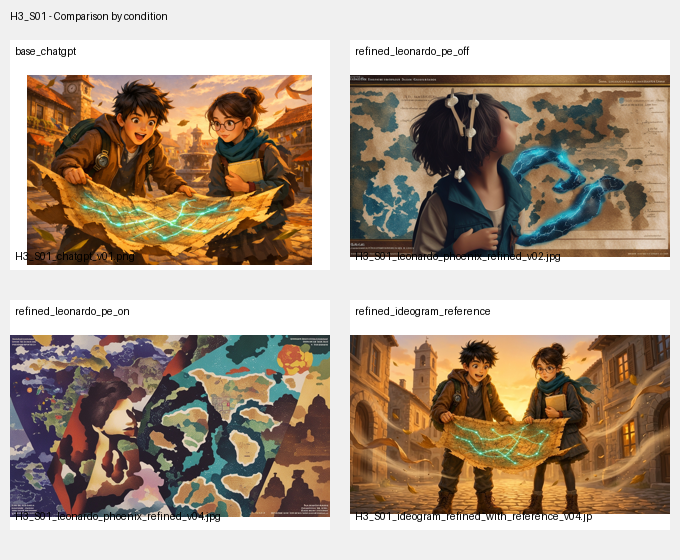 H3_S01 - Comparison by condition
base_chatgpt
refined_leonardo_pe_off
H3_S01_chatgpt_v01.png
H3_S01_leonardo_phoenix_refined_v02.jpg
refined_leonardo_pe_on
refined_ideogram_reference
H3_S01_leonardo_phoenix_refined_v04.jpg
H3_S01_ideogram_refined_with_reference_v04.jp